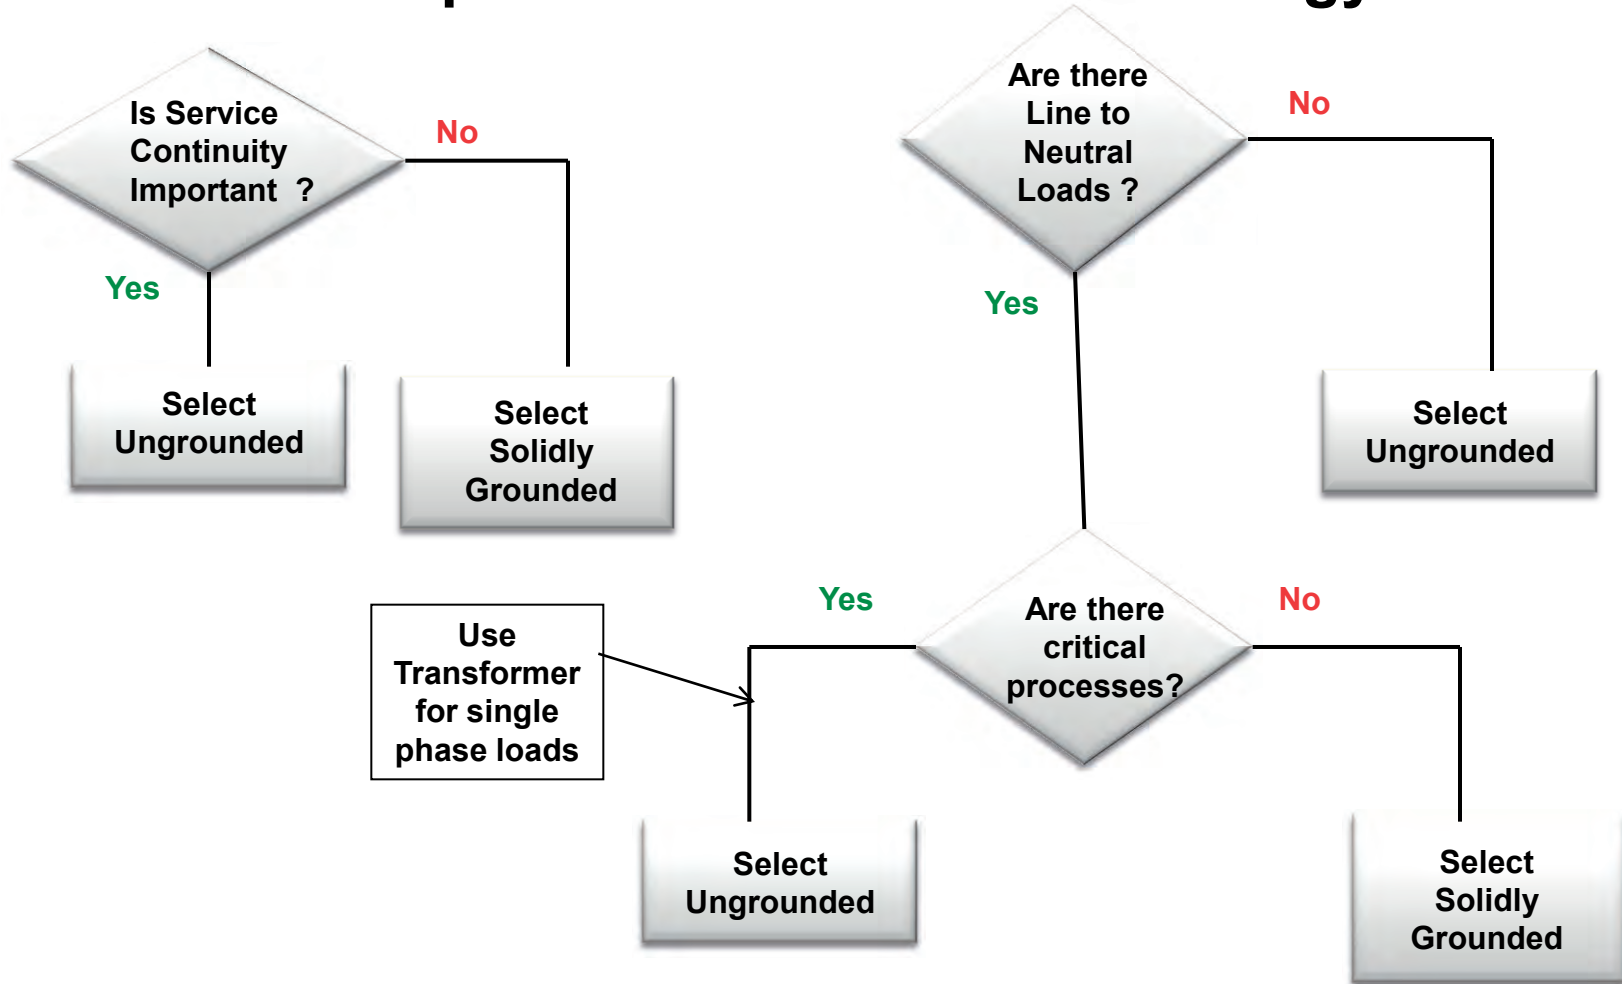 Is Service
Continuity
Important ?
No
Yes
Select
Ungrounded
Select
Solidly
Grounded
Are there
Line to
Neutral
Loads ?
No
Yes
Select
Ungrounded
Are there
critical
processes?
Yes
No
Use
Transformer
for single
phase loads
Select
Ungrounded
Select
Solidly
Grounded